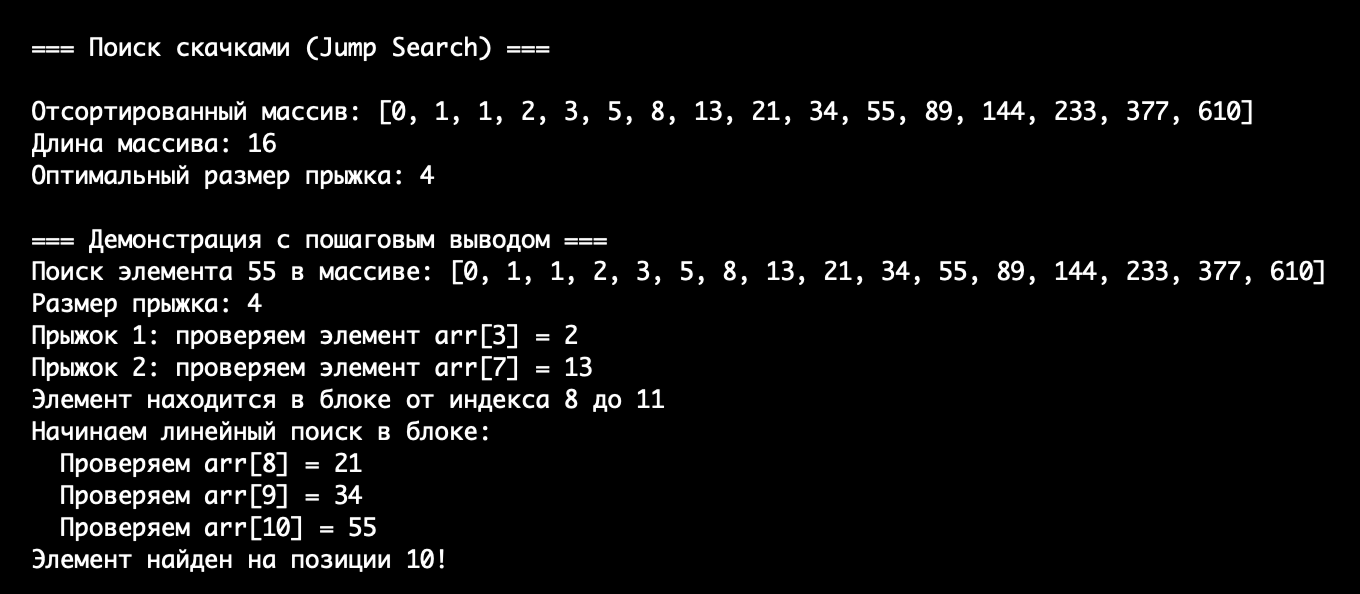 === Поиск скачками (Jump Search) ===
Отсортированный массив: [0, 1, 1, 2, 3, 5, 8, 13, 21, 34, 55, 89, 144, 233, 377, 610]
Длина массива: 16
Оптимальный размер прыжка: 4
=== Демонстрация с пошаговым выводом ===
Поиск элемента 55 в массиве: [0, 1, 1, 2, 3, 5, 8, 13, 21, 34, 55, 89, 144, 233, 377, 610]
Размер прыжка: 4
Прыжок 1: проверяем элемент arr[3] = 2
Прыжок 2: проверяем элемент arr[7] = 13
Элемент находится в блоке от индекса 8 до 11
Начинаем линейный поиск в блоке:
  Проверяем arr[8] = 21
  Проверяем arr[9] = 34
  Проверяем arr[10] = 55
Элемент найден на позиции 10!